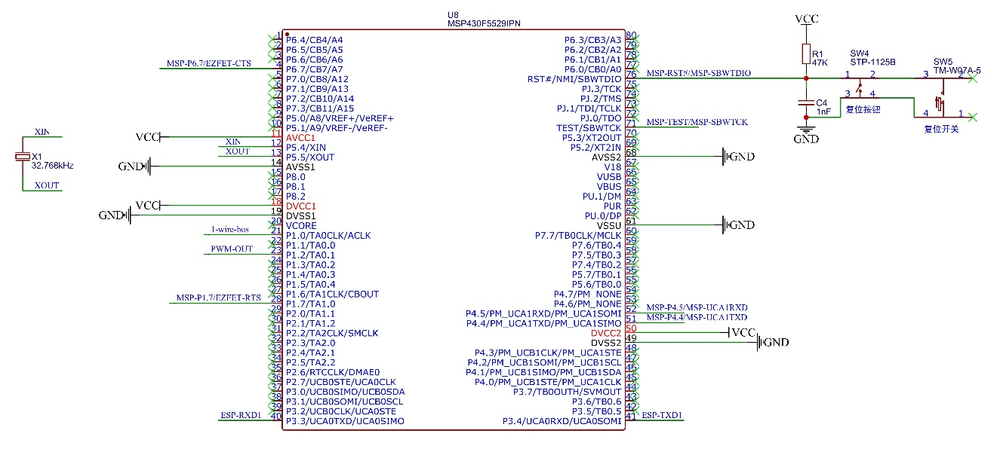 U8
MSP430F5529IPN
XIN
X1
32.768kHz
XOUT
MSP-P6.7/EZFET-CTS
VCC
XIN
XOUT
GND
VCC
GND
1-wire-bus
PWM-OUT
MSP-P1.7/EZFET-RTS
ESP-RXD1
1 P6.4/CB4/A4
2 P6.5/CB5/A5
3 P6.6/CB6/A6
4 P6.7/CB7/A7
5 P7.0/CB8/A12
6 P7.1/CB9/A13
7 P7.2/CB10/A14
8 P7.3/CB11/A15
9 P5.0/A8/VREF+/VeREF+
10 P5.1/A9/VREF-/VeREF-
11 AVCC1
12 P5.4/XIN
13 P5.5/XOUT
14 AVSS1
15 P8.0
16 P8.1
17 P8.2
18 DVCC1
19 DVSS1
20 VCORE
21 P1.0/TA0CLK/ACLK
22 P1.1/TA0.0
23 P1.2/TA0.1
24 P1.3/TA0.2
25 P1.4/TA0.3
26 P1.5/TA0.4
27 P1.6/TA1CLK/CBOUT
28 P1.7/TA1.0
29 P2.0/TA1.1
30 P2.1/TA1.2
31 P2.2/TA2CLK/SMCLK
32 P2.3/TA2.0
33 P2.4/TA2.1
34 P2.5/TA2.2
35 P2.6/RTCCLK/DMAE0
36 P2.7/UCB0STE/UCA0CLK
37 P3.0/UCB0SIMO/UCB0SDA
38 P3.1/UCB0SOMI/UCB0SCL
39 P3.2/UCB0CLK/UCA0STE
40 P3.3/UCA0TXD/UCA0SIMO
P6.3/CB3/A3 80
P6.2/CB2/A2 79
P6.1/CB1/A1 78
P6.0/CB0/A0 77
RST#/NMI/SBWTDIO 76
PJ.3/TCK 75
PJ.2/TMS 74
PJ.1/TDI/TCLK 73
PJ.0/TDO 72
TEST/SBWTCK 71
P5.3/XT2OUT 70
P5.2/XT2IN 69
AVSS2 68
V18 67
VUSB 66
VBUS 65
PU.1/DM 64
PUR 63
PU.0/DP 62
VSSU 61
P7.7/TB0CLK/MCLK 60
P7.6/TB0.4 59
P7.5/TB0.3 58
P7.4/TB0.2 57
P5.7/TB0.1 56
P5.6/TB0.0 55
P4.7/PM_NONE 54
P4.6/PM_NONE 53
P4.5/PM_UCA1RXD/PM_UCA1SOMI 52
P4.4/PM_UCA1TXD/PM_UCA1SIMO 51
DVCC2 50
DVSS2 49
P4.3/PM_UCB1CLK/PM_UCA1STE 48
P4.2/PM_UCB1SOMI/PM_UCB1SCL 47
P4.1/PM_UCB1SIMO/PM_UCB1SDA 46
P4.0/PM_UCB1STE/PM_UCA1CLK 45
P3.7/TB0OUTH/SVMOUT 44
P3.6/TB0.6 43
P3.5/TB0.5 42
P3.4/UCA0RXD/UCA0SOMI 41
MSP-RST#/MSP-SBWTDIO
MSP-TEST/MSP-SBWTCK
GND
GND
MSP-P4.5/MSP-UCA1RXD
MSP-P4.4/MSP-UCA1TXD
VCC
GND
ESP-TXD1
VCC
R1
47K
C4
1nF
GND
SW4
STP-1125B
1 2
3 4
复位按钮
SW5
TM-W07A-5
3 2
4 1
复位开关